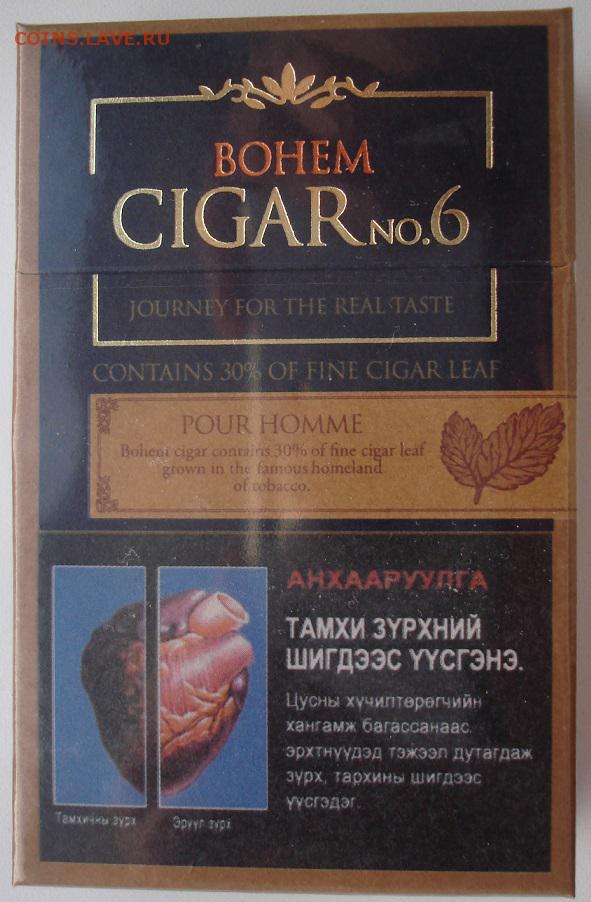 COINS.LAVE.RU
BOHEM
CIGAR NO.6
JOURNEY FOR THE REAL TASTE
CONTAINS 30% OF FINE CIGAR LEAF
POUR HOMME
Bohem cigar contains 30% of fine cigar leaf
grown in the famous homeland
of tobacco.
АНХААРУУЛГА
ТАМХИ ЗҮРХНИЙ
ШИГДЭЭС ҮҮСГЭНЭ.
Цусны хүчилтөрөгчийн
хангамж багассанаас
эрхтнүүдэд тэжээл дутагдаж
зүрх, тархины шигдээс
үүсгэдэг.
Тамхичны зүрх
Эрүүл зүрх